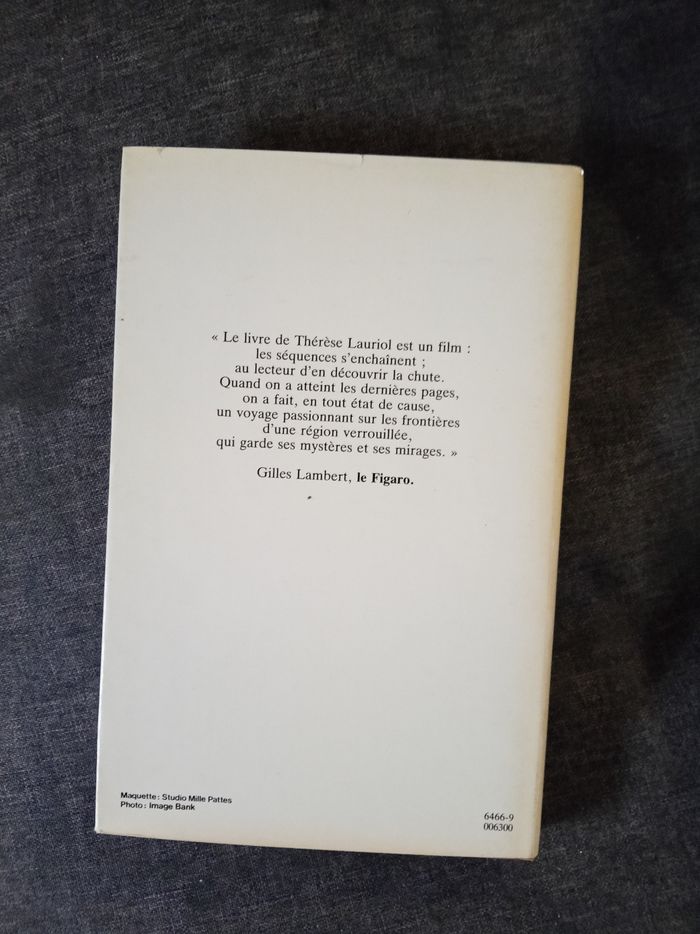 « Le livre de Thérèse Lauriol est un film :
les séquences s'enchaînent ;
au lecteur d'en découvrir la chute.
Quand on a atteint les dernières pages,
on a fait, en tout état de cause,
un voyage passionnant sur les frontières
d'une région verrouillée,
qui garde ses mystères et ses mirages. »
Gilles Lambert, le Figaro.
Maquette : Studio Mille Pattes
Photo : Image Bank
6466-9
006300